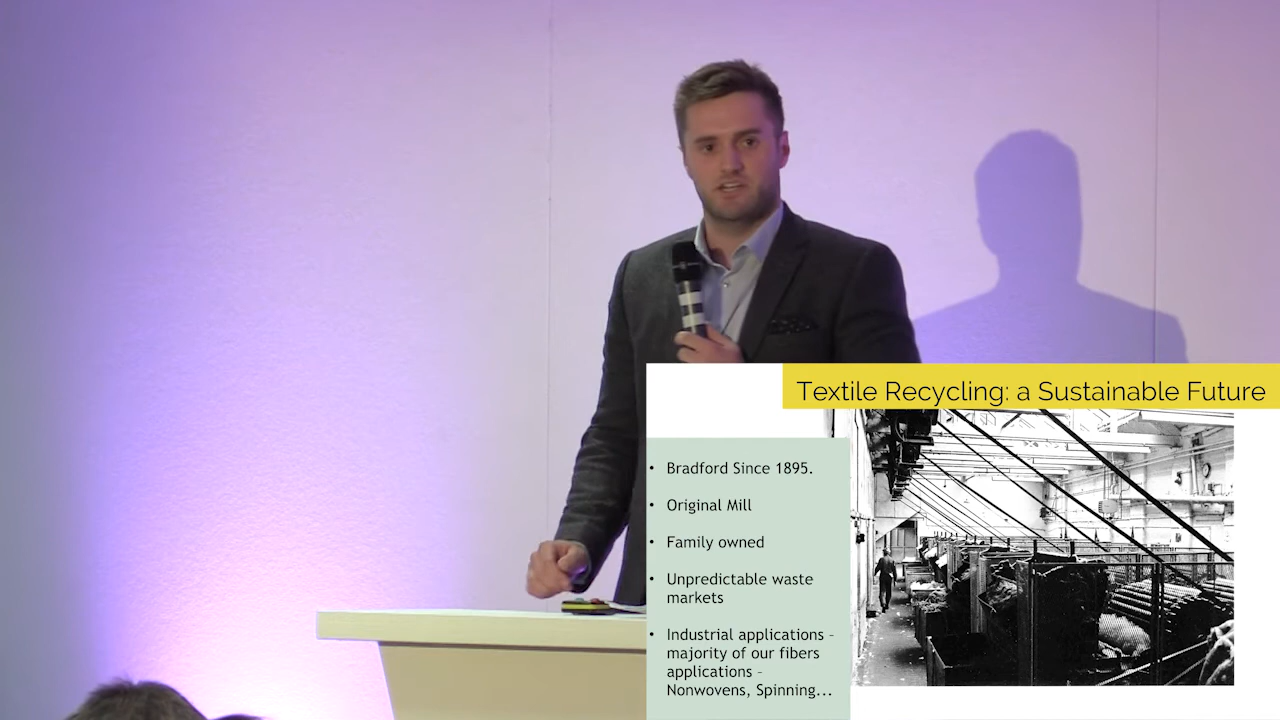 Textile Recycling: a Sustainable Future
• Bradford Since 1895.
• Original Mill
• Family owned
• Unpredictable waste
markets
• Industrial applications –
majority of our fibers
applications –
Nonwovens, Spinning...